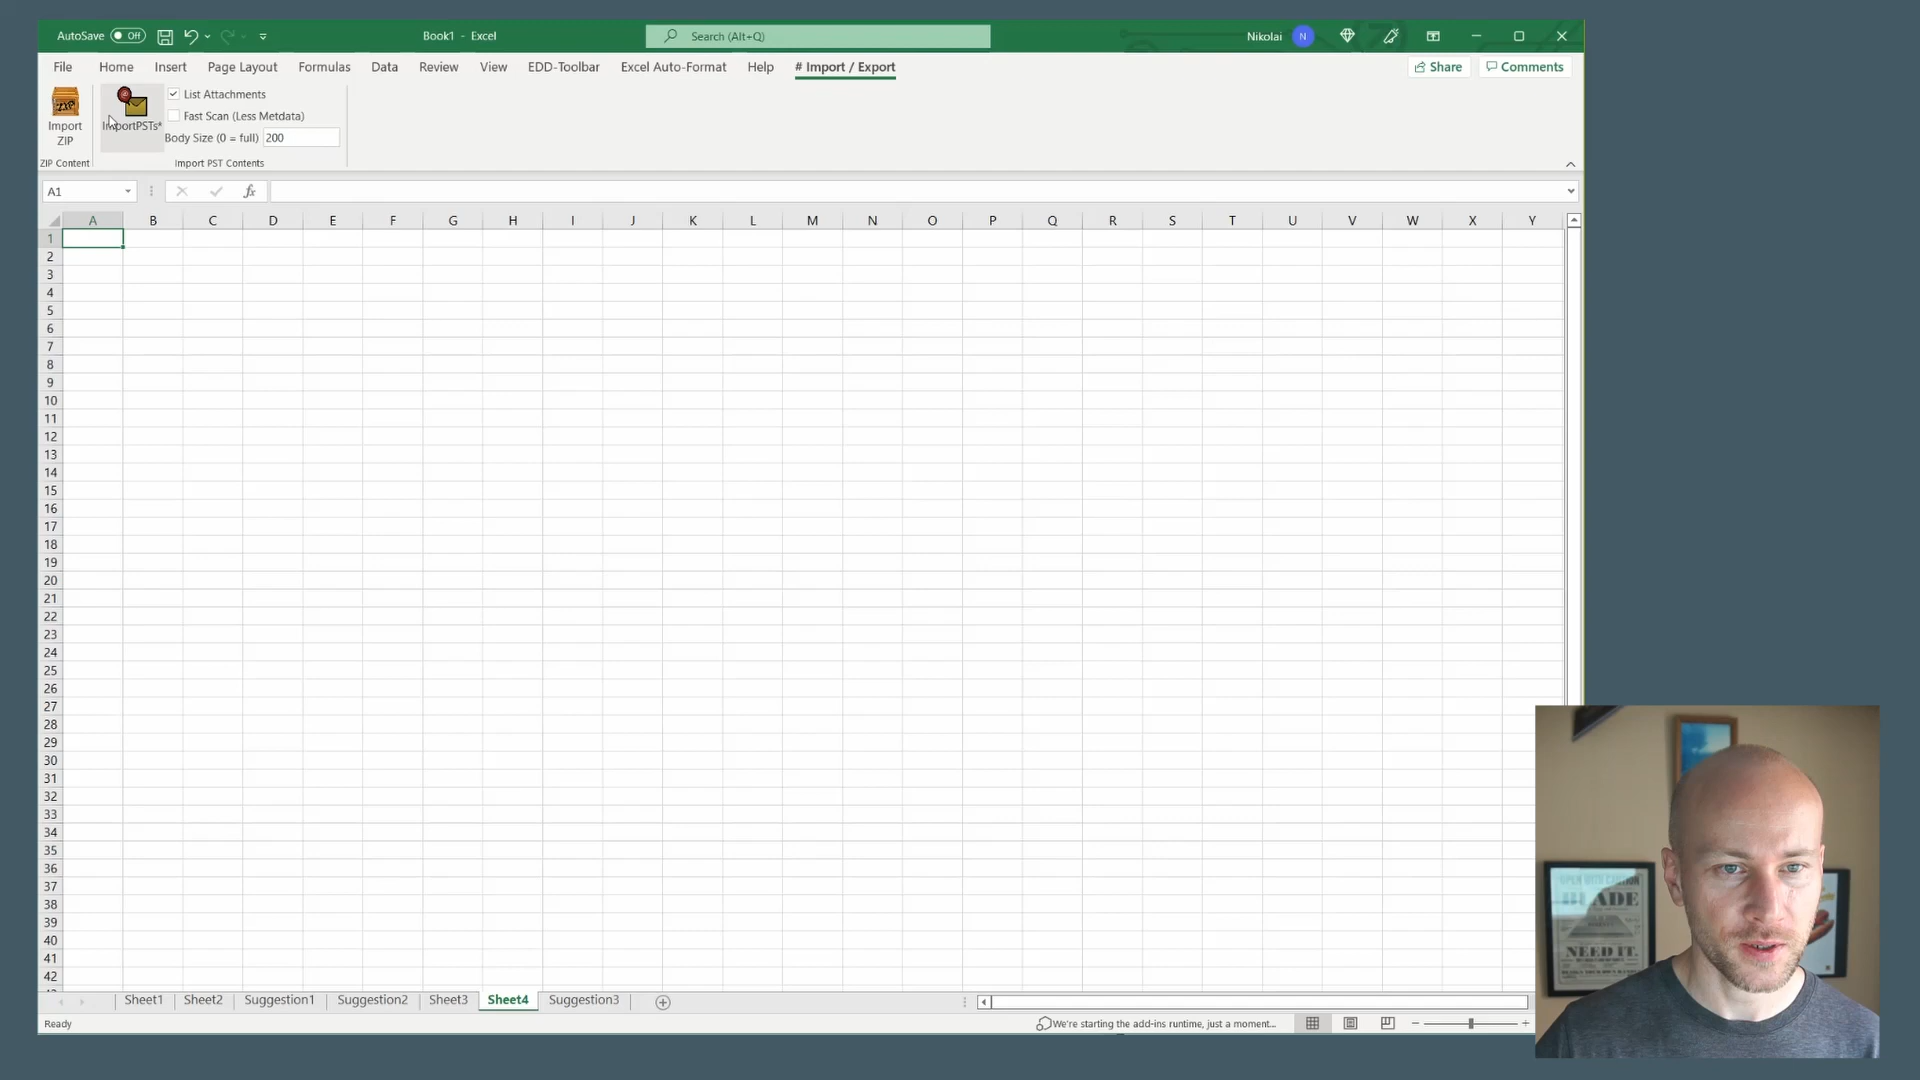 AutoSave Off Book1 - Excel Search (Alt+Q) Nikolai N
File Home Insert Page Layout Formulas Data Review View EDD-Toolbar Excel Auto-Format Help # Import / Export Share Comments
ZIP
Import
ZIP
ImportPSTs*
List Attachments
Fast Scan (Less Metdata)
Body Size (0 = full) 200
ZIP Content Import PST Contents
A1 fx
A B C D E F G H I J K L M N O P Q R S T U V W X Y
1
2
3
4
5
6
7
8
9
10
11
12
13
14
15
16
17
18
19
20
21
22
23
24
25
26
27
28
29
30
31
32
33
34
35
36
37
38
39
40
41
42
Sheet1 Sheet2 Suggestion1 Suggestion2 Sheet3 Sheet4 Suggestion3
Ready We're starting the add-ins runtime, just a moment...
OPEN WITH CAUTION
BLADE
NEED IT.